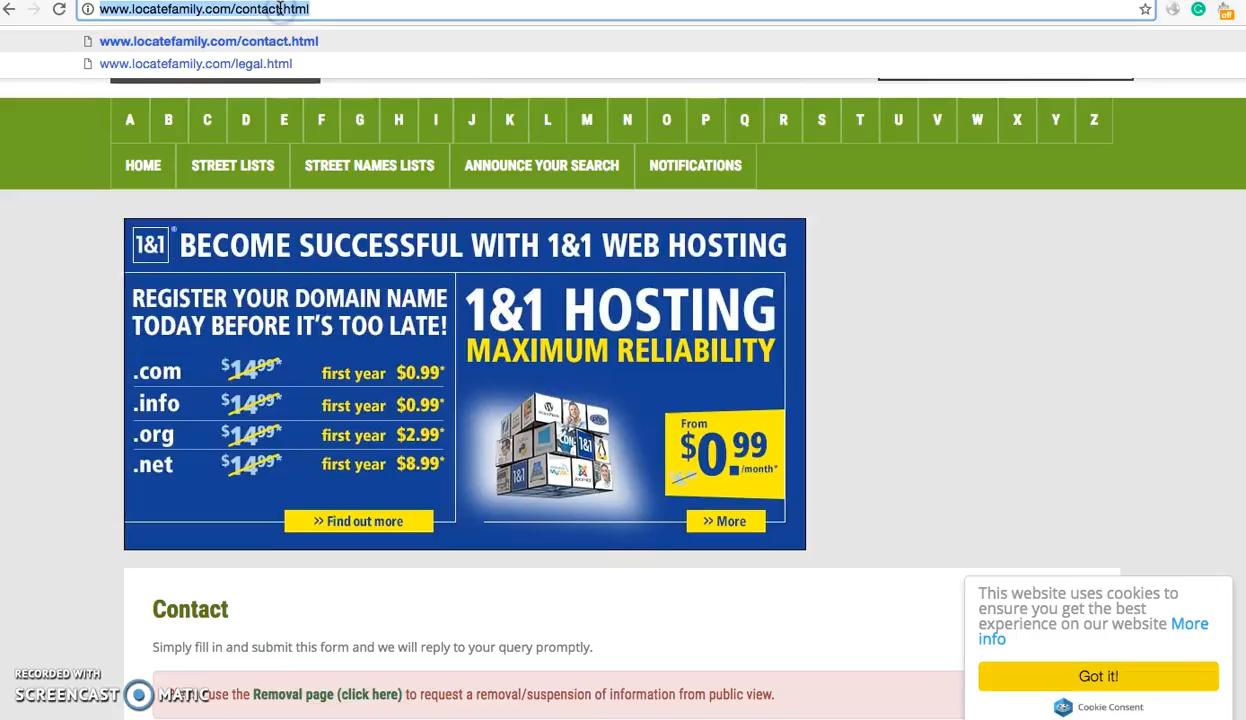 www.locatefamily.com/contact.html
off
www.locatefamily.com/contact.html
www.locatefamily.com/legal.html
A B C D E F G H I J K L M N O P Q R S T U V W X Y Z
HOME STREET LISTS STREET NAMES LISTS ANNOUNCE YOUR SEARCH NOTIFICATIONS
1&1® BECOME SUCCESSFUL WITH 1&1 WEB HOSTING
REGISTER YOUR DOMAIN NAME
TODAY BEFORE IT'S TOO LATE!
.com $14.99* first year $0.99*
.info $14.99* first year $0.99*
.org $14.99* first year $2.99*
.net $14.99* first year $8.99*
>> Find out more
1&1 HOSTING
MAXIMUM RELIABILITY
From
$0.99
/month*
>> More
Contact
Simply fill in and submit this form and we will reply to your query promptly.
use the Removal page (click here) to request a removal/suspension of information from public view.
This website uses cookies to
ensure you get the best
experience on our website More
info
Got it!
Cookie Consent
RECORDED WITH
SCREENCAST MATIC